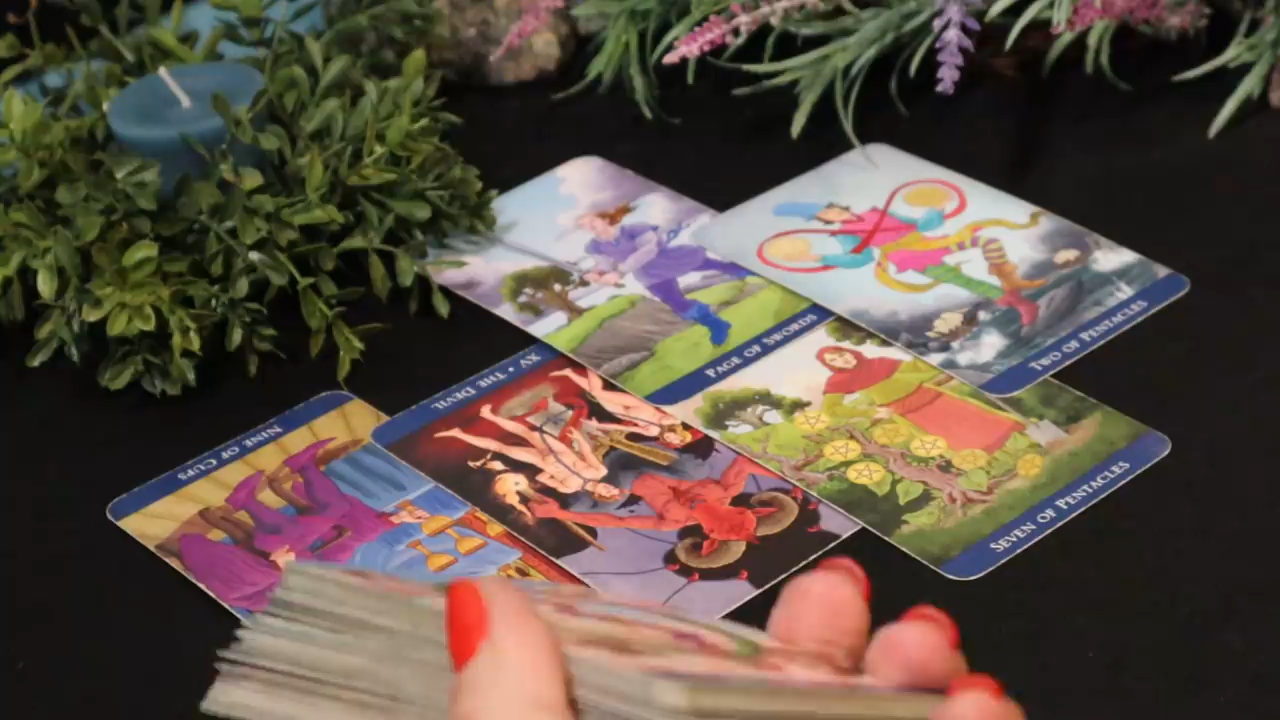 PAGE OF SWORDS
TWO OF PENTACLES
NINE OF CUPS
XV • THE DEVIL
SEVEN OF PENTACLES